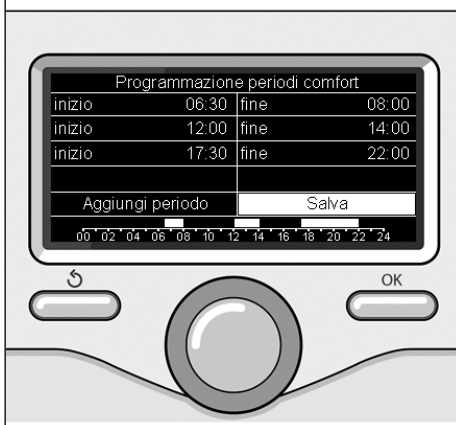 Programmazione periodi comfort
inizio 06:30 fine 08:00
inizio 12:00 fine 14:00
inizio 17:30 fine 22:00
Aggiungi periodo Salva
00 02 04 06 08 10 12 14 16 18 20 22 24
OK